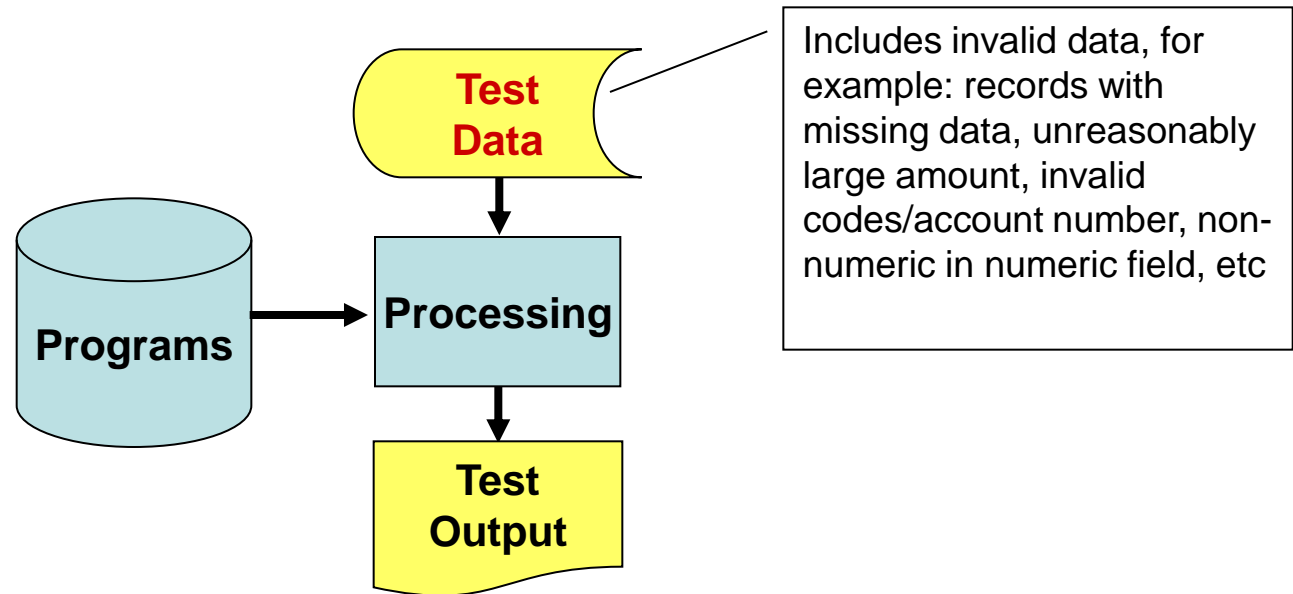 Test
Data
Includes invalid data, for
example: records with
missing data, unreasonably
large amount, invalid
codes/account number, non-
numeric in numeric field, etc
Programs
Processing
Test
Output